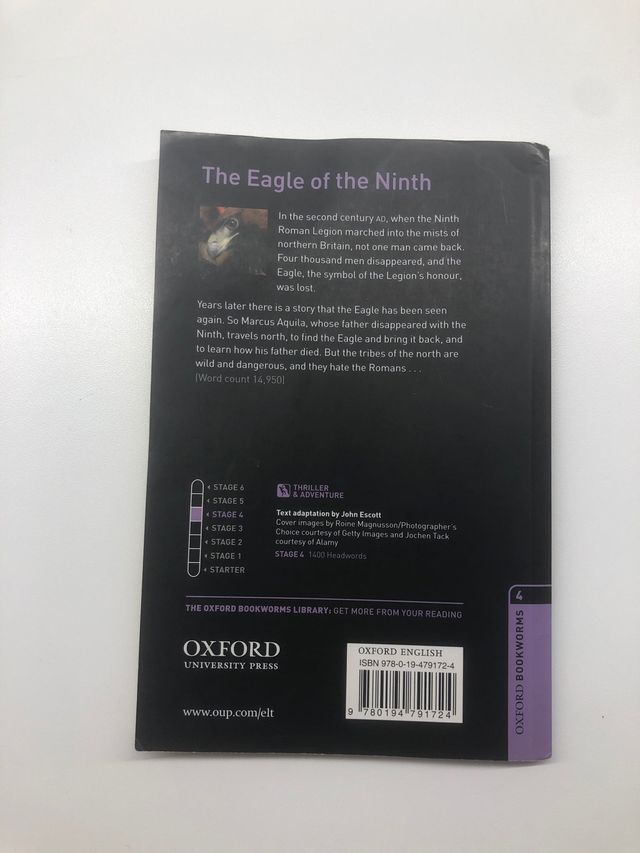 The Eagle of the Ninth
In the second century AD, when the Ninth
Roman Legion marched into the mists of
northern Britain, not one man came back.
Four thousand men disappeared, and the
Eagle, the symbol of the Legion's honour,
was lost.
Years later there is a story that the Eagle has been seen
again. So Marcus Aquila, whose father disappeared with the
Ninth, travels north, to find the Eagle and bring it back, and
to learn how his father died. But the tribes of the north are
wild and dangerous, and they hate the Romans . . .
(Word count 14,950)
STAGE 6
STAGE 5
STAGE 4
STAGE 3
STAGE 2
STAGE 1
STARTER
THRILLER
& ADVENTURE
Text adaptation by John Escott
Cover images by Roine Magnusson/Photographer's
Choice courtesy of Getty Images and Jochen Tack
courtesy of Alamy
STAGE 4 1400 Headwords
THE OXFORD BOOKWORMS LIBRARY: GET MORE FROM YOUR READING
OXFORD
UNIVERSITY PRESS
www.oup.com/elt
OXFORD ENGLISH
ISBN 978-0-19-479172-4
9 780194 791724
4
OXFORD BOOKWORMS